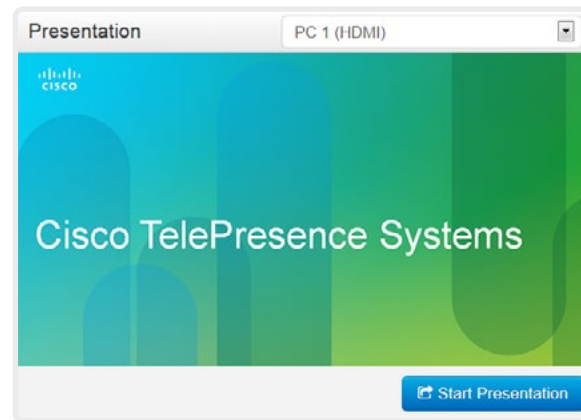 Presentation
PC 1 (HDMI)
CISCO
Cisco TelePresence Systems
Start Presentation